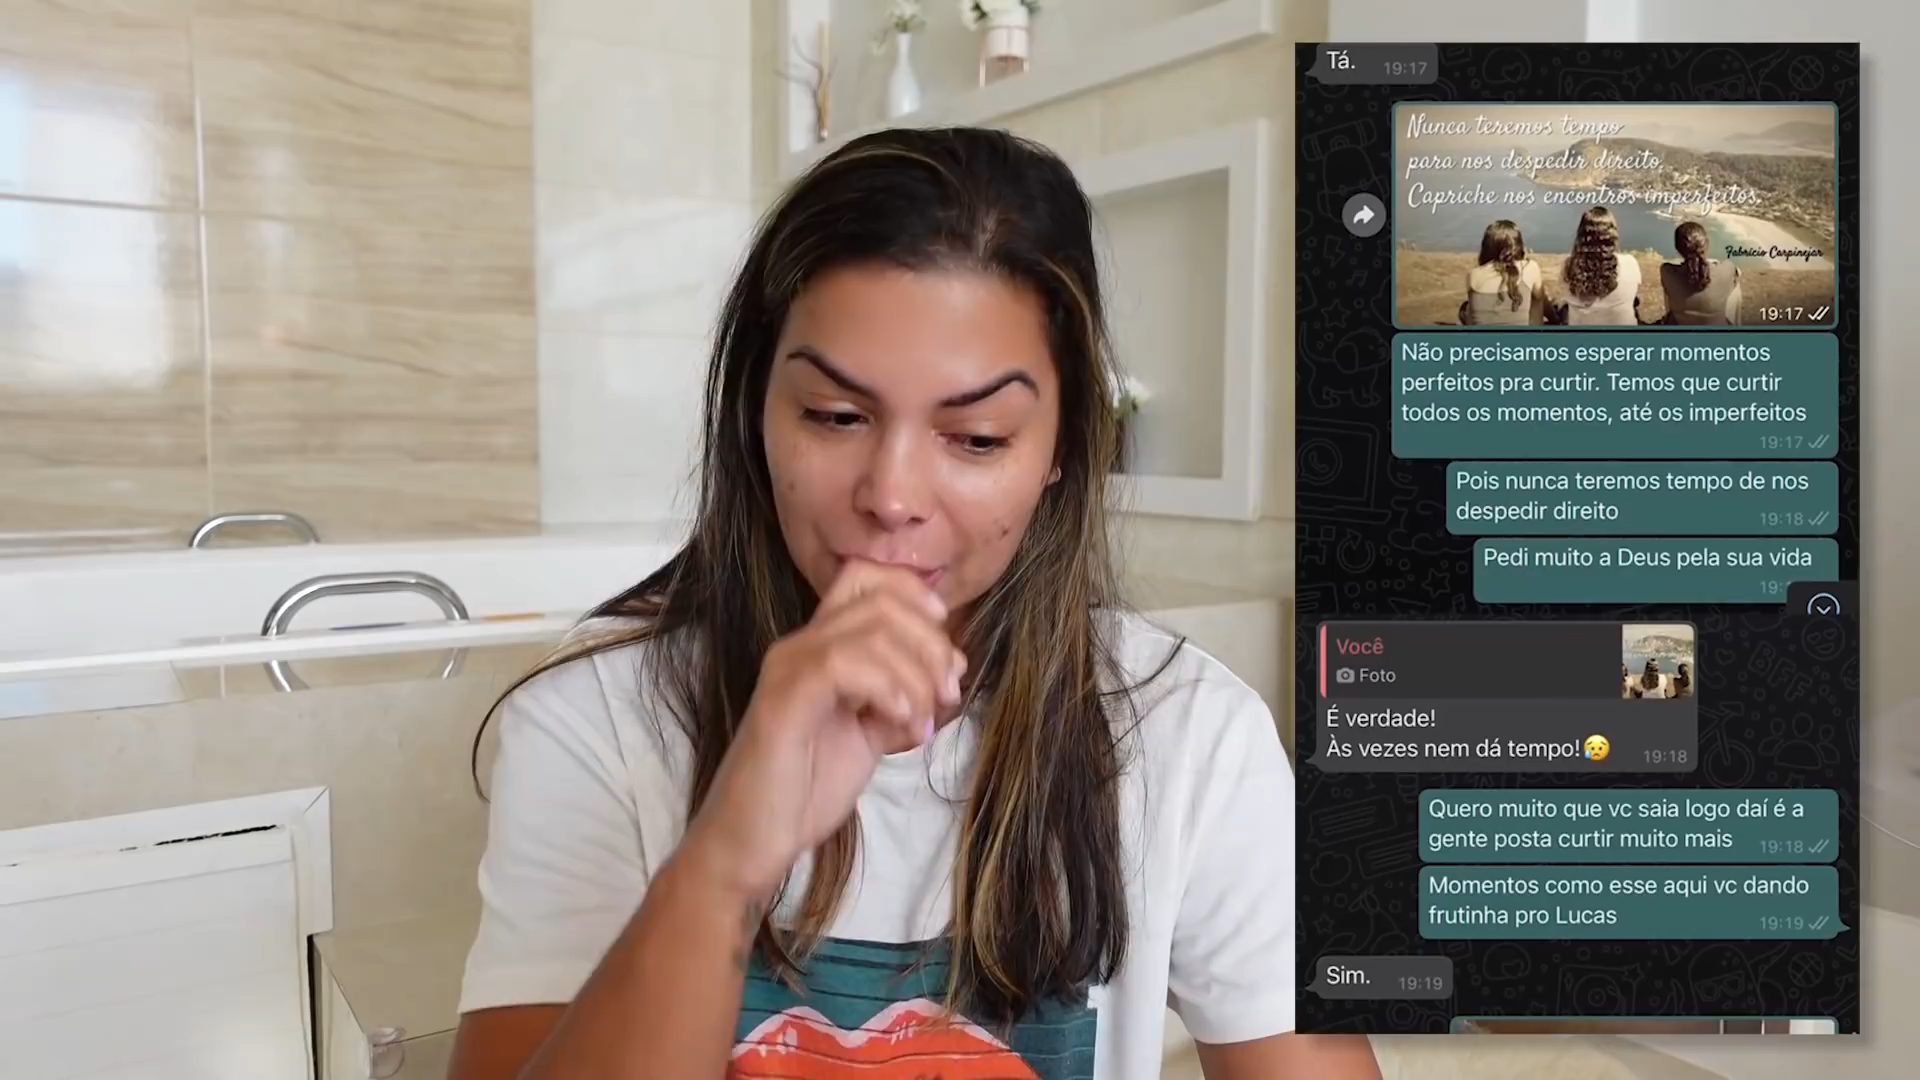 Tá.
19:17
Nunca teremos tempo
para nos despedir direito.
Capriche nos encontros imperfeitos.
Fabrício Carpinejar
19:17
Não precisamos esperar momentos
perfeitos pra curtir. Temos que curtir
todos os momentos, até os imperfeitos
19:17
Pois nunca teremos tempo de nos
despedir direito
19:18
Pedi muito a Deus pela sua vida
Você
Foto
É verdade!
Às vezes nem dá tempo!😥
19:18
Quero muito que vc saia logo daí é a
gente posta curtir muito mais
19:18
Momentos como esse aqui vc dando
frutinha pro Lucas
19:19
Sim.
19:19